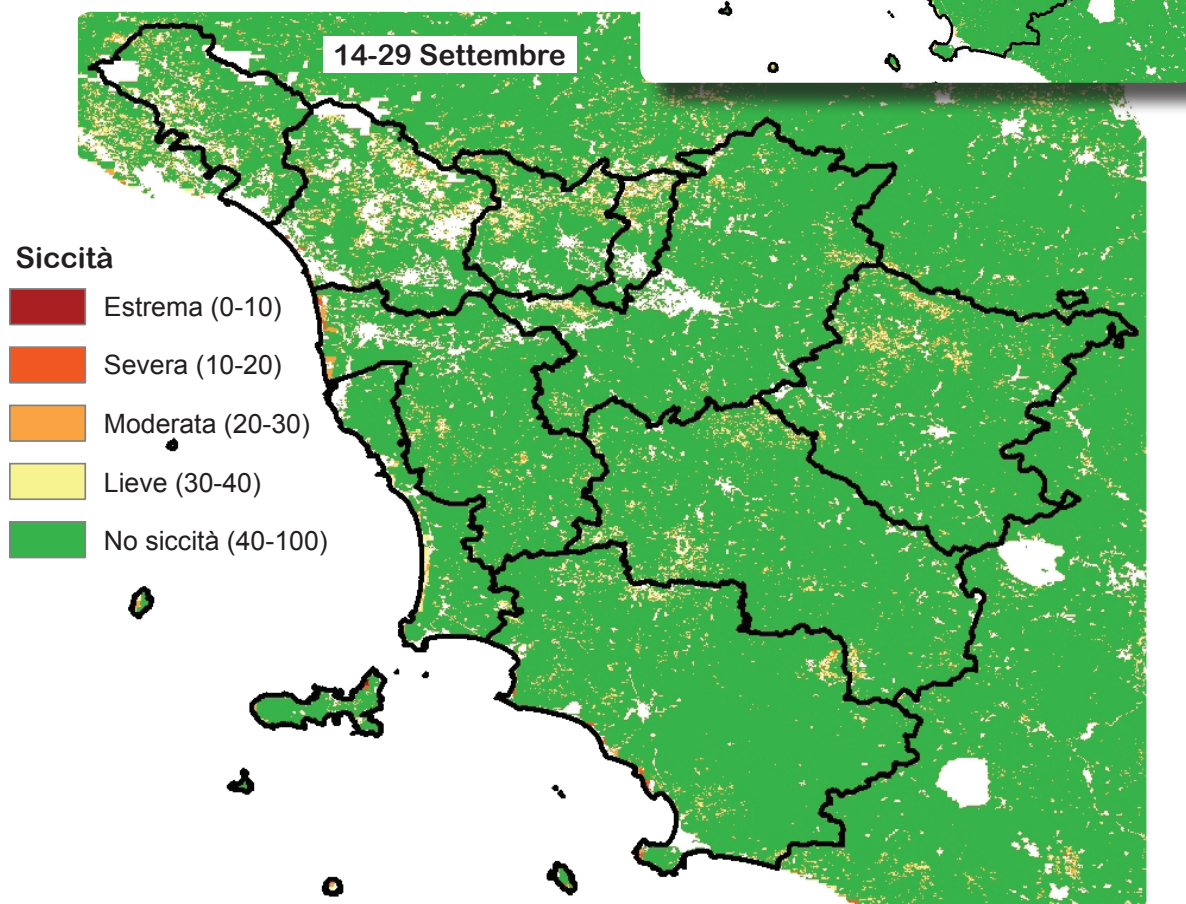 14-29 Settembre
Siccità
Estrema (0-10)
Severa (10-20)
Moderata (20-30)
Lieve (30-40)
No siccità (40-100)